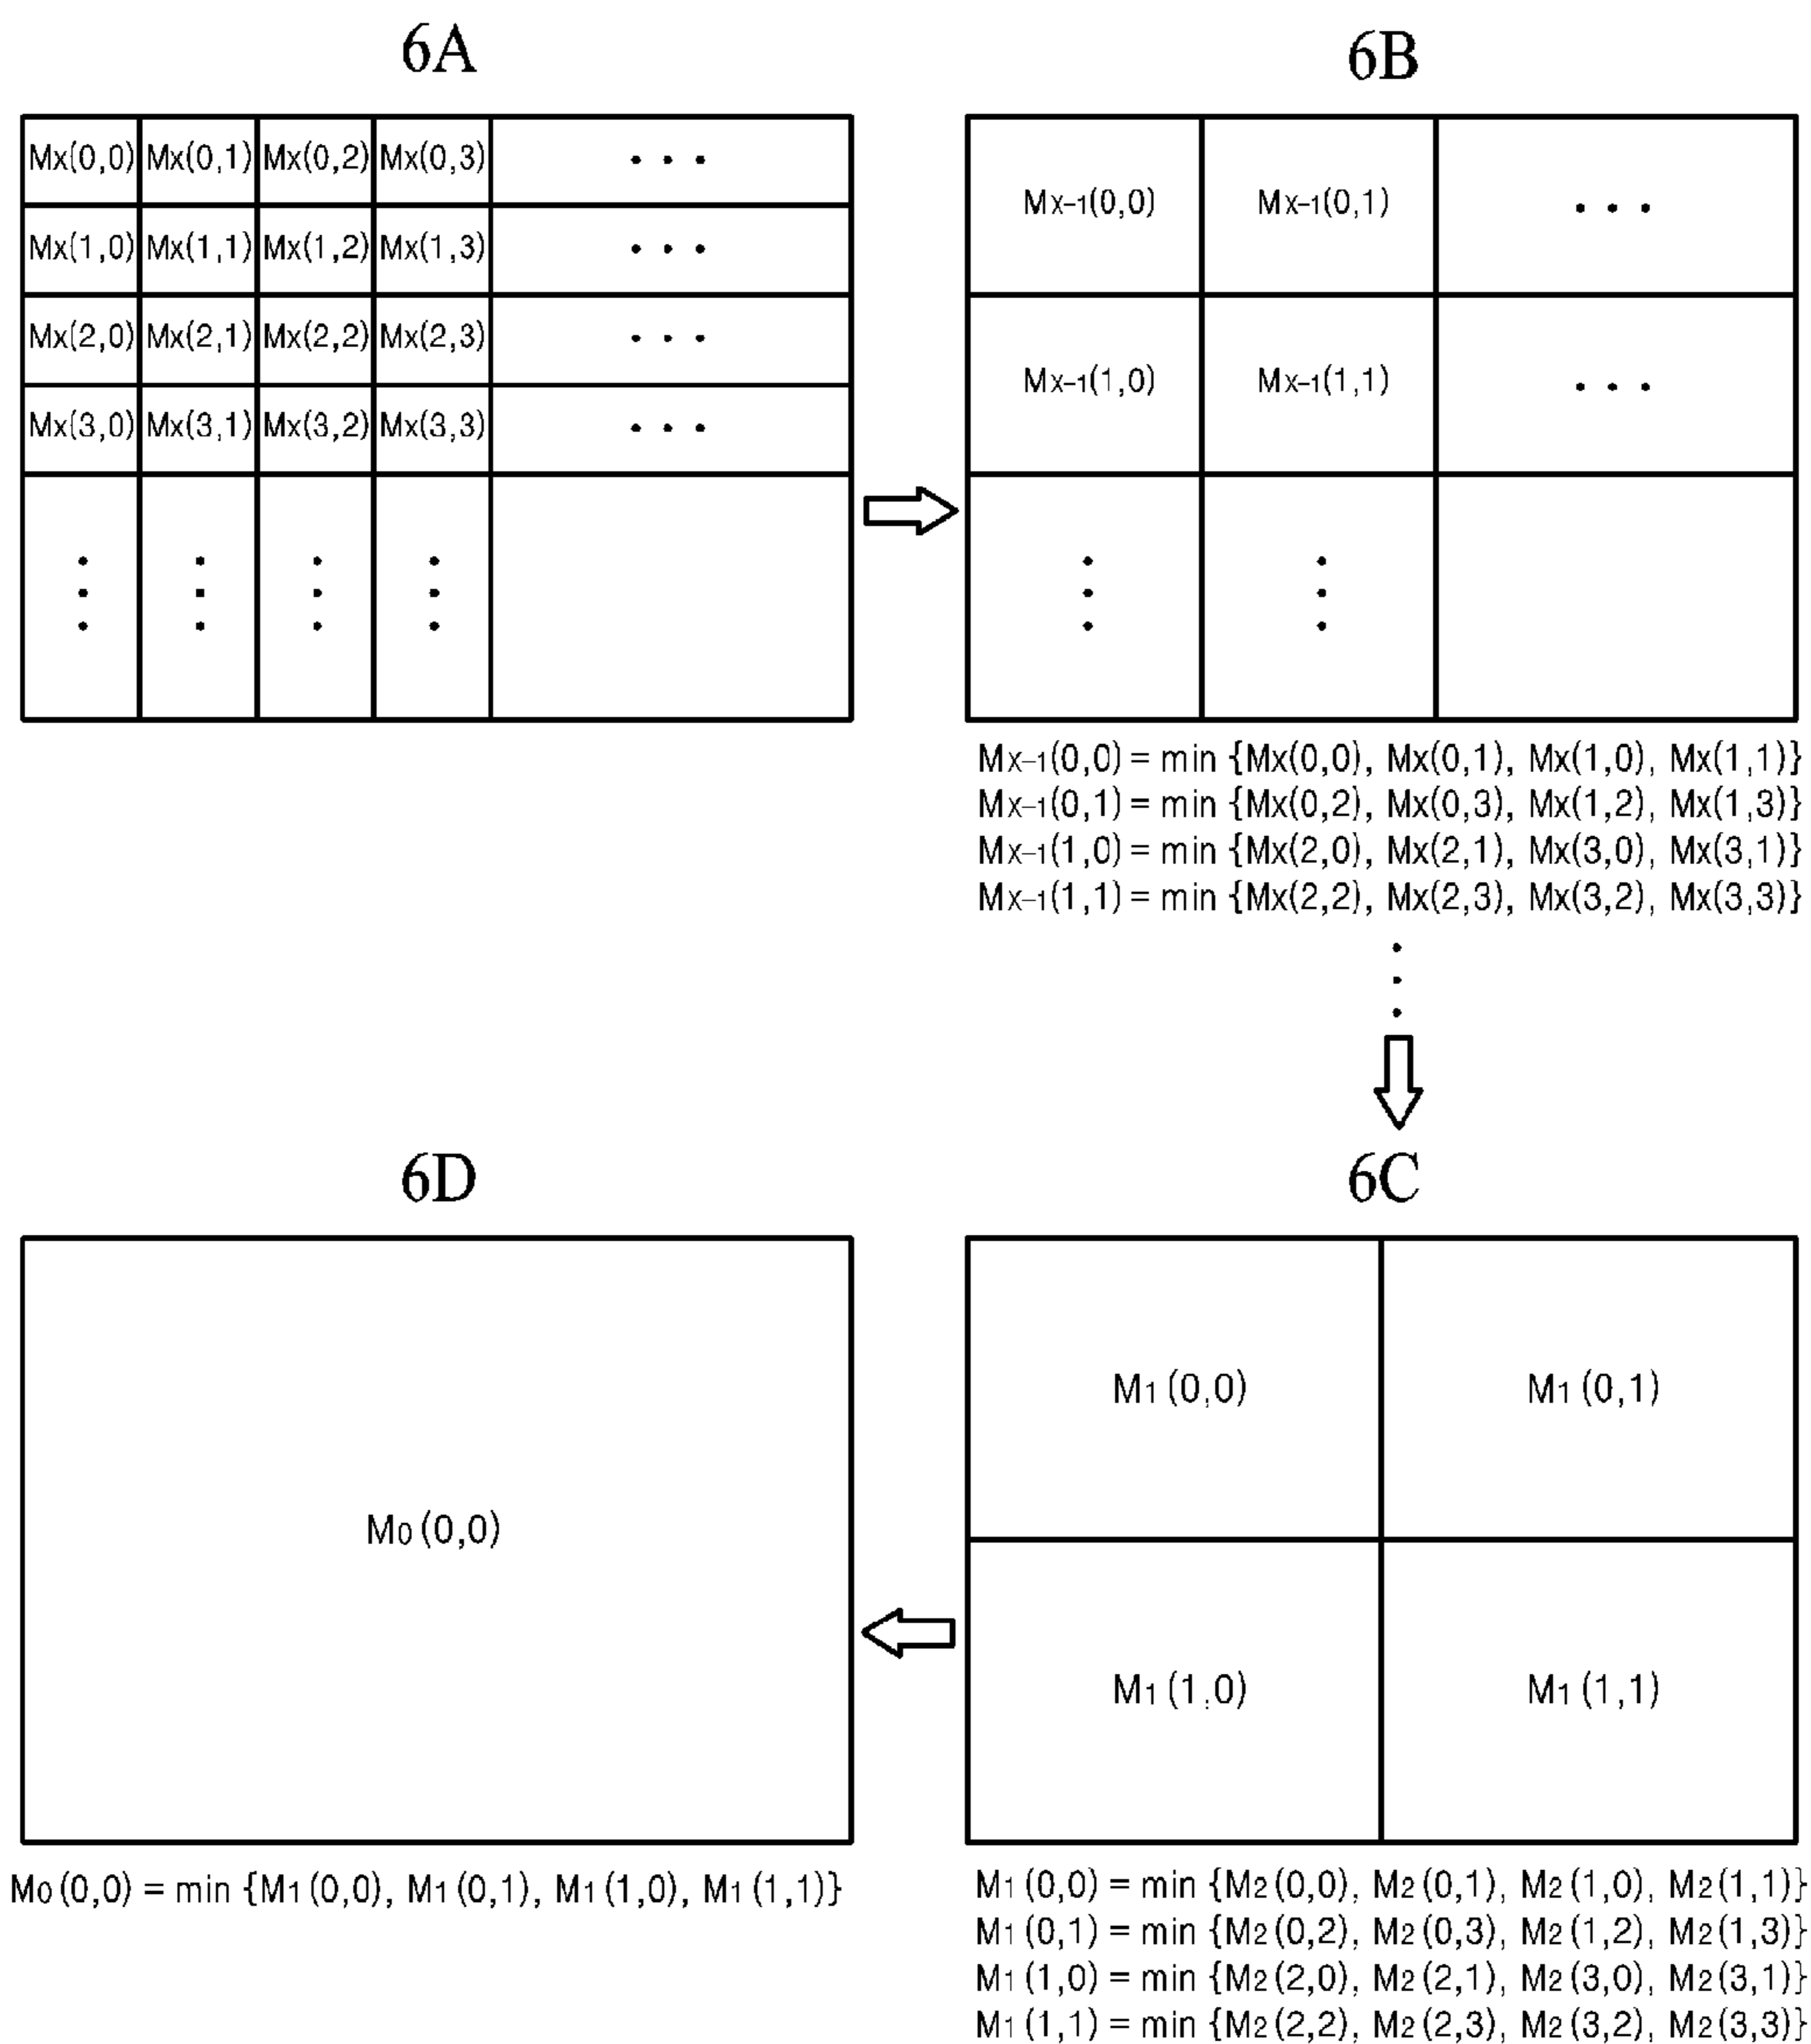 6A
6B
Mx(0,0) Mx(0,1) Mx(0,2) Mx(0,3) • • •
Mx(1,0) Mx(1,1) Mx(1,2) Mx(1,3) • • •
Mx(2,0) Mx(2,1) Mx(2,2) Mx(2,3) • • •
Mx(3,0) Mx(3,1) Mx(3,2) Mx(3,3) • • •
Mx-1(0,0) Mx-1(0,1) • • •
Mx-1(1,0) Mx-1(1,1) • • •
Mx-1(0,0) = min {Mx(0,0), Mx(0,1), Mx(1,0), Mx(1,1)}
Mx-1(0,1) = min {Mx(0,2), Mx(0,3), Mx(1,2), Mx(1,3)}
Mx-1(1,0) = min {Mx(2,0), Mx(2,1), Mx(3,0), Mx(3,1)}
Mx-1(1,1) = min {Mx(2,2), Mx(2,3), Mx(3,2), Mx(3,3)}
6D
6C
M0 (0,0)
M1 (0,0) M1 (0,1)
M1 (1,0) M1 (1,1)
M0 (0,0) = min {M1 (0,0), M1 (0,1), M1 (1,0), M1 (1,1)}
M1 (0,0) = min {M2 (0,0), M2 (0,1), M2 (1,0), M2 (1,1)}
M1 (0,1) = min {M2 (0,2), M2 (0,3), M2 (1,2), M2 (1,3)}
M1 (1,0) = min {M2 (2,0), M2 (2,1), M2 (3,0), M2 (3,1)}
M1 (1,1) = min {M2 (2,2), M2 (2,3), M2 (3,2), M2 (3,3)}